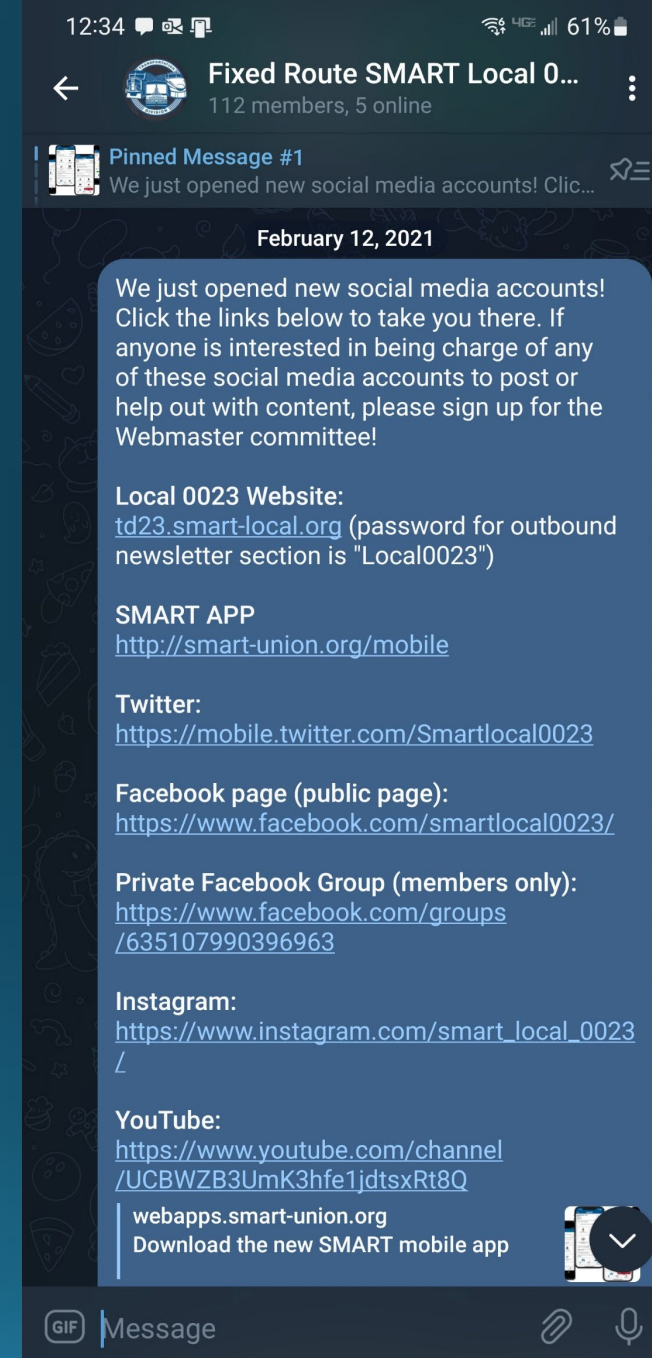 12:34
4GE 61%
Fixed Route SMART Local 0...
112 members, 5 online
Pinned Message #1
We just opened new social media accounts! Clic...
February 12, 2021
We just opened new social media accounts!
Click the links below to take you there. If
anyone is interested in being charge of any
of these social media accounts to post or
help out with content, please sign up for the
Webmaster committee!
Local 0023 Website:
td23.smart-local.org (password for outbound
newsletter section is "Local0023")
SMART APP
http://smart-union.org/mobile
Twitter:
https://mobile.twitter.com/Smartlocal0023
Facebook page (public page):
https://www.facebook.com/smartlocal0023/
Private Facebook Group (members only):
https://www.facebook.com/groups
/635107990396963
Instagram:
https://www.instagram.com/smart_local_0023
/
YouTube:
https://www.youtube.com/channel
/UCBWZB3UmK3hfe1jdtsxRt8Q
webapps.smart-union.org
Download the new SMART mobile app
GIF Message